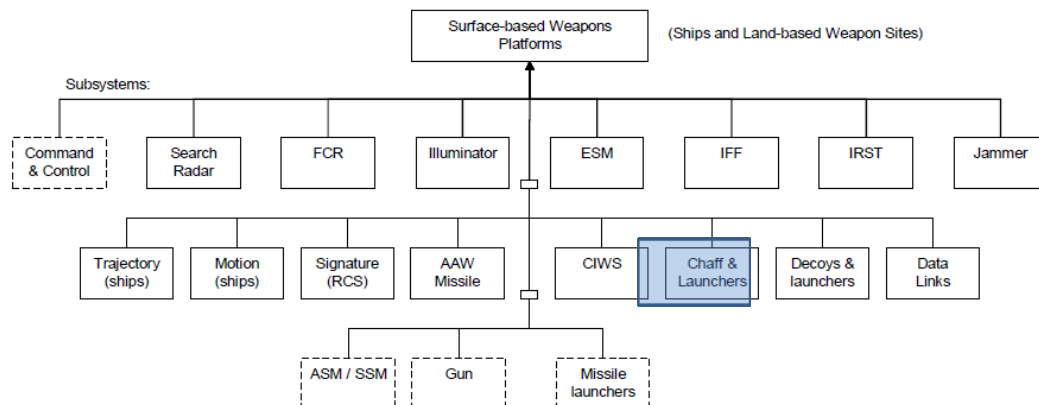 Surface-based Weapons
Platforms
(Ships and Land-based Weapon Sites)
Subsystems:
Command
& Control
Search
Radar
FCR
Illuminator
ESM
IFF
IRST
Jammer
Trajectory
(ships)
Motion
(ships)
Signature
(RCS)
AAW
Missile
CIWS
Chaff &
Launchers
Decoys &
launchers
Data
Links
ASM / SSM
Gun
Missile
launchers